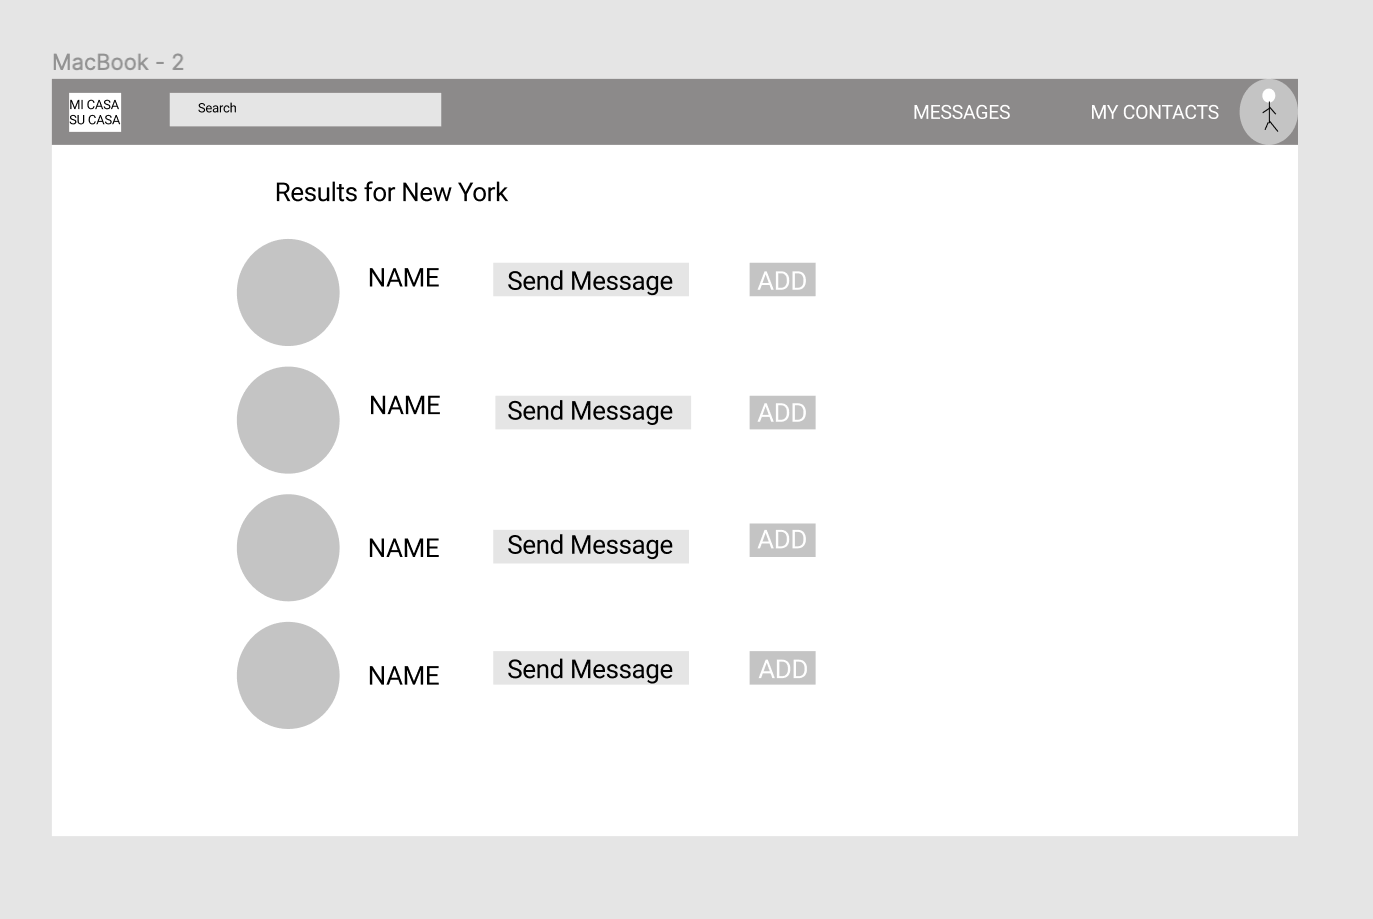 MacBook - 2
MI CASA
SU CASA
Search
MESSAGES
MY CONTACTS
Results for New York
NAME
Send Message
ADD
NAME
Send Message
ADD
NAME
Send Message
ADD
NAME
Send Message
ADD